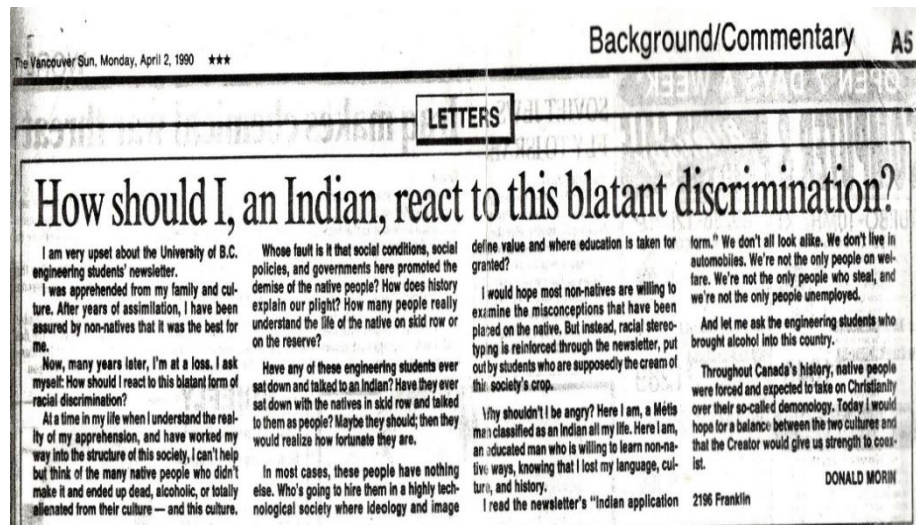 Background/Commentary A5
The Vancouver Sun, Monday, April 2, 1990 ★★★
LETTERS
How should I, an Indian, react to this blatant discrimination?
I am very upset about the University of B.C.
engineering students' newsletter.
I was apprehended from my family and cul-
ture. After years of assimilation, I have been
assured by non-natives that it was the best for
me.
Now, many years later, I'm at a loss. I ask
myself: How should I react to this blatant form of
racial discrimination?
At a time in my life when I understand the real-
ity of my apprehension, and have worked my
way into the structure of this society, I can't help
but think of the many native people who didn't
make it and ended up dead, alcoholic, or totally
alienated from their culture — and this culture.
Whose fault is it that social conditions, social
policies, and governments here promoted the
demise of the native people? How does history
explain our plight? How many people really
understand the life of the native on skid row or
on the reserve?
Have any of these engineering students ever
sat down and talked to an Indian? Have they ever
sat down with the natives in skid row and talked
to them as people? Maybe they should; then they
would realize how fortunate they are.
In most cases, these people have nothing
else. Who's going to hire them in a highly tech-
nological society where ideology and image
define value and where education is taken for
granted?
I would hope most non-natives are willing to
examine the misconceptions that have been
placed on the native. But instead, racial stereo-
typing is reinforced through the newsletter, put
out by students who are supposedly the cream of
this society's crop.
Why shouldn't I be angry? Here I am, a Métis
man classified as an Indian all my life. Here I am,
an educated man who is willing to learn non-na-
tive ways, knowing that I lost my language, cul-
ture, and history.
I read the newsletter's "Indian application
form." We don't all look alike. We don't live in
automobiles. We're not the only people on wel-
fare. We're not the only people who steal, and
we're not the only people unemployed.
And let me ask the engineering students who
brought alcohol into this country.
Throughout Canada's history, native people
were forced and expected to take on Christianity
over their so-called demonology. Today I would
hope for a balance between the two cultures and
that the Creator would give us strength to coex-
ist.
DONALD MORIN
2196 Franklin